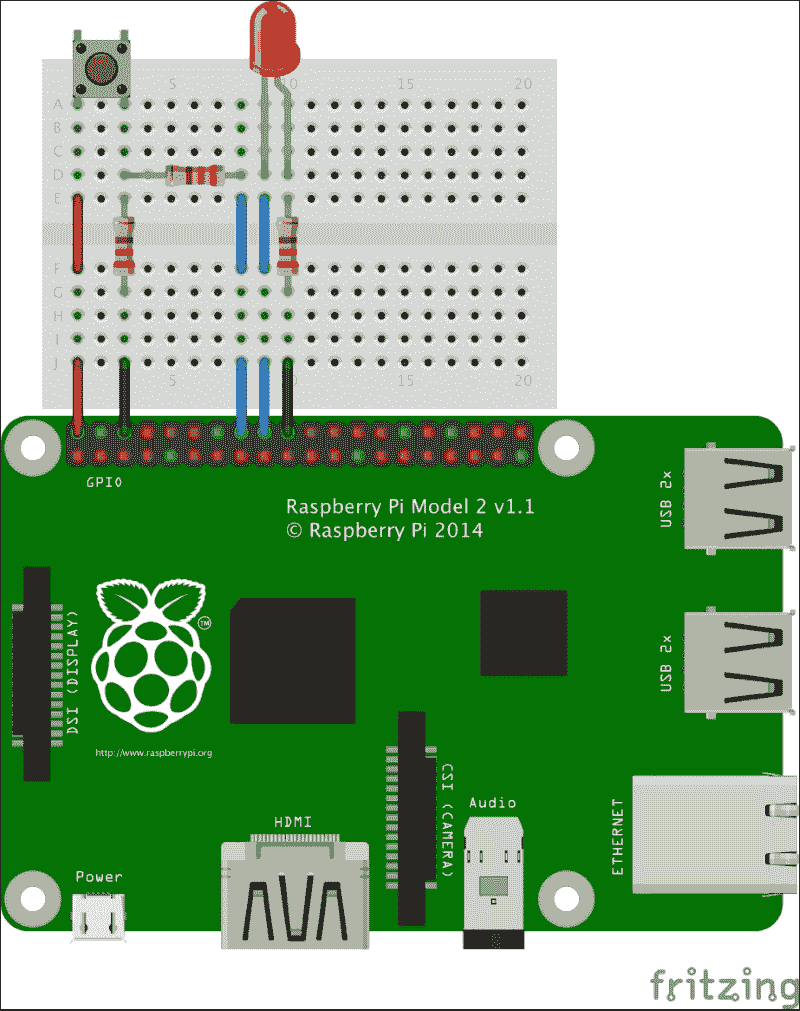 5 10 15 20
A
B
C
D
E
F
G
H
I
J
5 10 15 20
GPIO
Raspberry Pi Model 2 v1.1
© Raspberry Pi 2014
USB 2x
DSI (DISPLAY)
TM
USB 2x
http://www.raspberrypi.org
CSI (CAMERA)
Audio
ETHERNET
HDMI
Power
fritzing